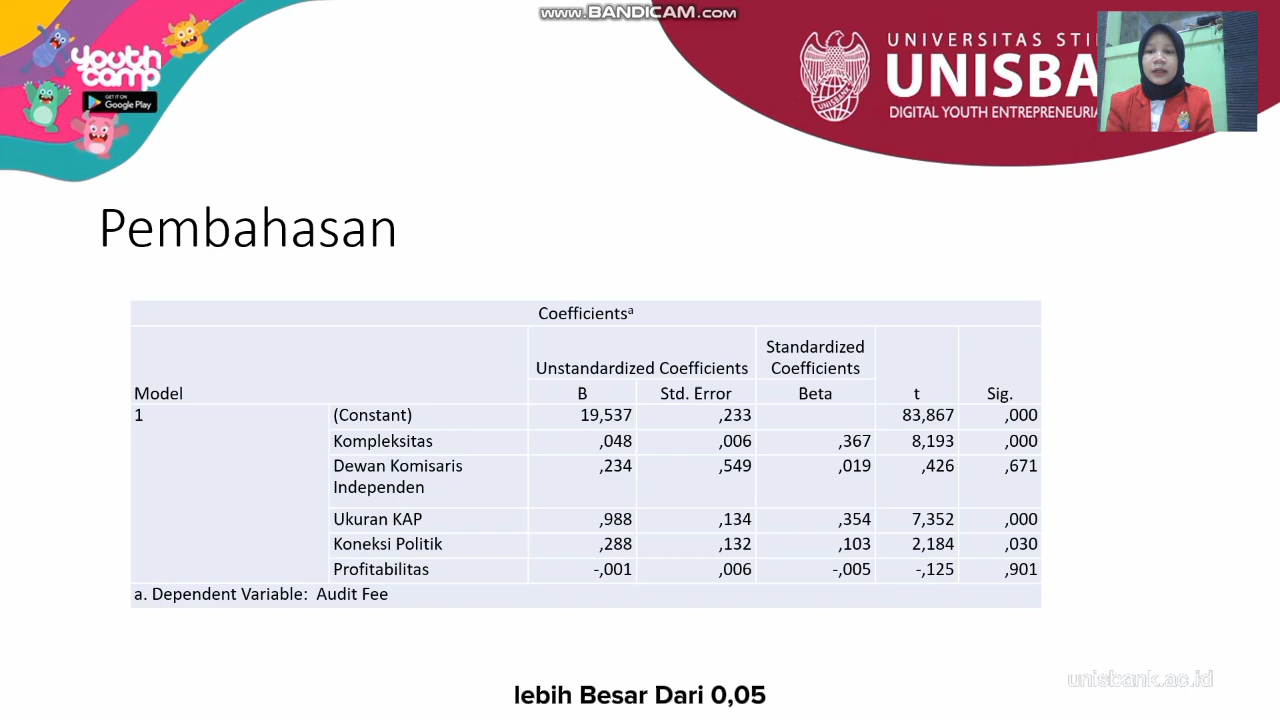 www.BANDICAM.com
youth
camp
GET IT ON
Google Play
UNIVERSITAS STI
UNISBA
DIGITAL YOUTH ENTREPRENEURIA
UNISBANK
Pembahasan
Coefficientsa
Model Unstandardized Coefficients Standardized Coefficients t Sig.
B Std. Error Beta
1 (Constant) 19,537 ,233 83,867 ,000
Kompleksitas ,048 ,006 ,367 8,193 ,000
Dewan Komisaris Independen ,234 ,549 ,019 ,426 ,671
Ukuran KAP ,988 ,134 ,354 7,352 ,000
Koneksi Politik ,288 ,132 ,103 2,184 ,030
Profitabilitas -,001 ,006 -,005 -,125 ,901
a. Dependent Variable: Audit Fee
lebih Besar Dari 0,05
unisbank.ac.id